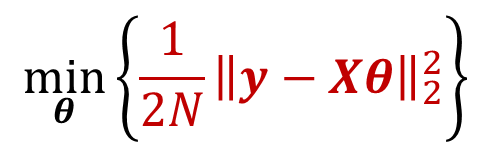 min_θ { 1/2N ‖y − Xθ‖₂² }